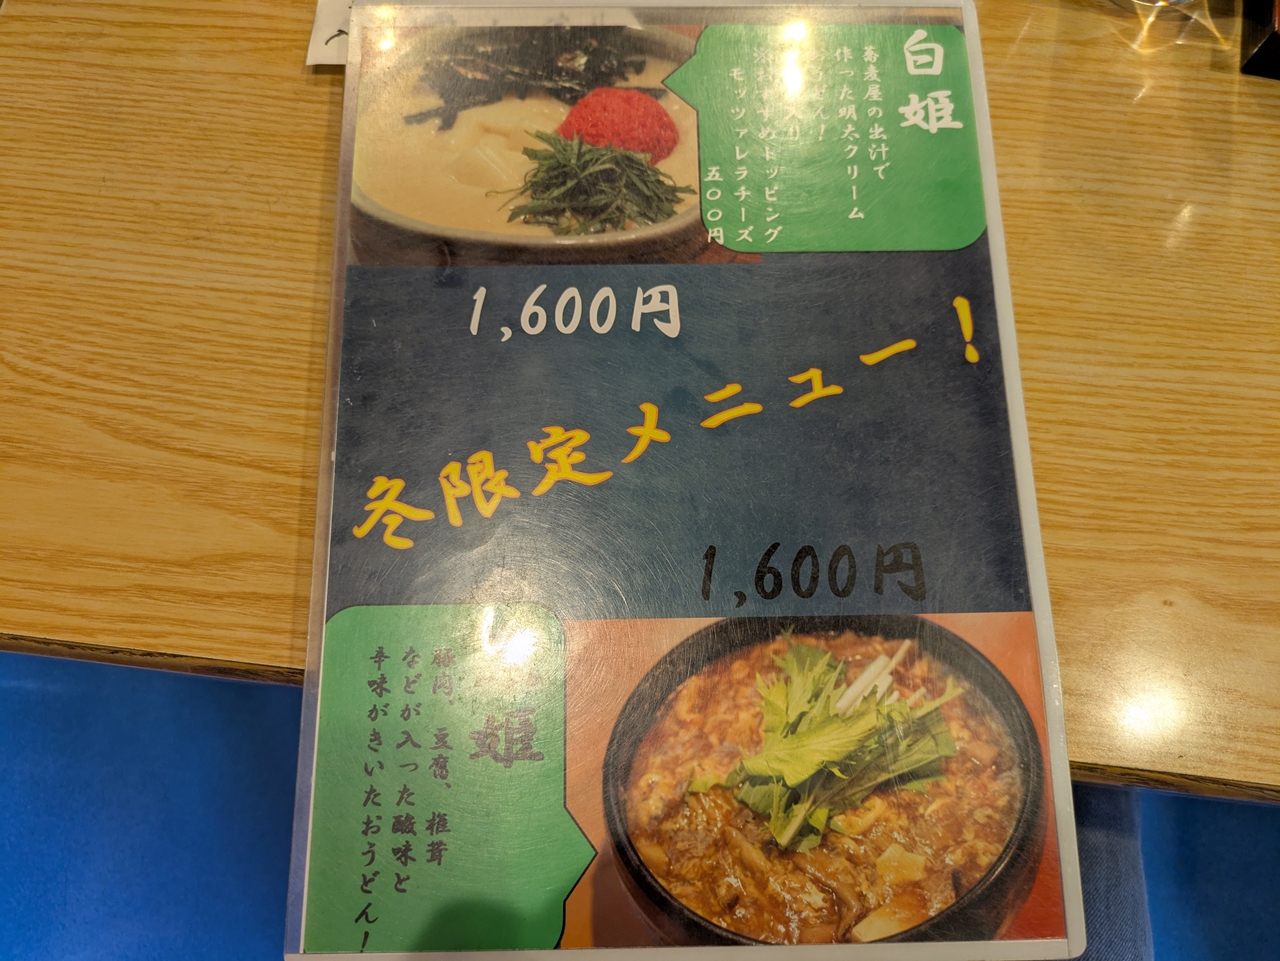 白姫
蕎麦屋の出汁で
作った明太クリーム
うどん！
※おすすめトッピング
モッツァレラチーズ
五〇〇円
1,600円
冬限定メニュー！
1,600円
姫
豚肉、豆腐、椎茸
などが入った酸味と
辛味がきいたおうどん！